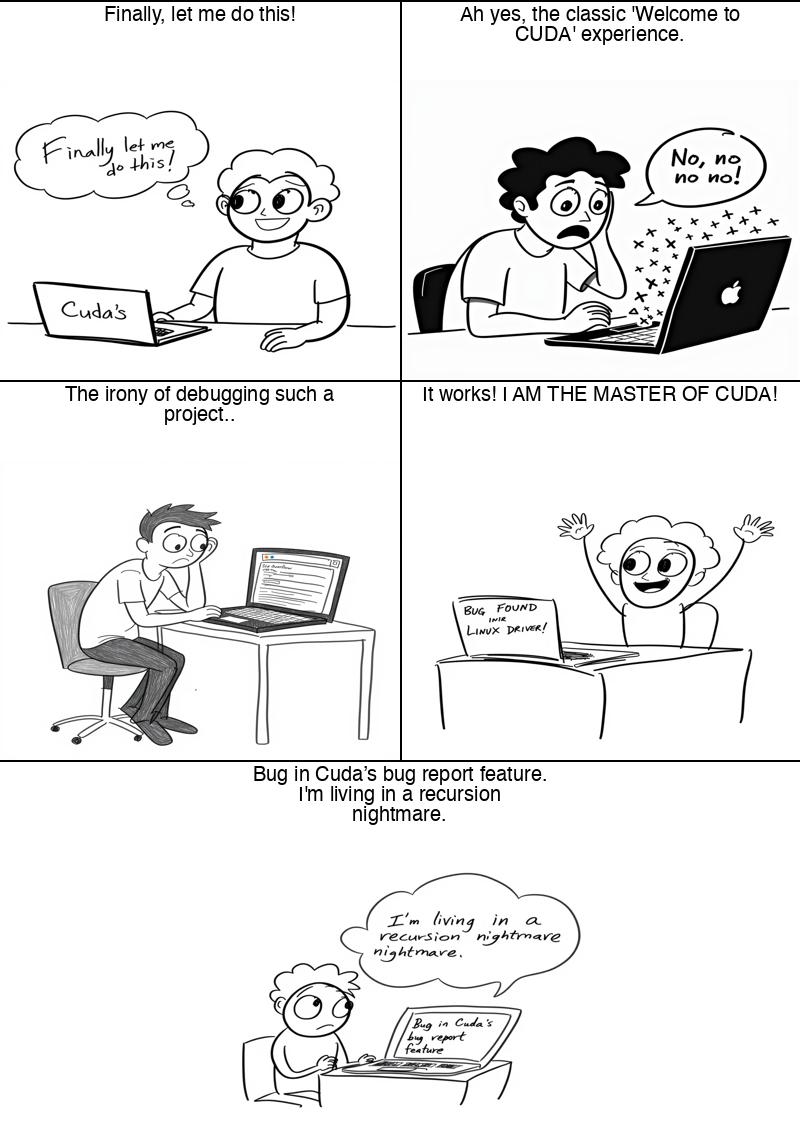 Finally, let me do this!
Finally let me
do this!
Cuda's
Ah yes, the classic 'Welcome to
CUDA' experience.
No, no
no no!
The irony of debugging such a
project..
It works! I AM THE MASTER OF CUDA!
BUG FOUND
LINUX DRIVER!
Bug in Cuda’s bug report feature.
I'm living in a recursion
nightmare.
I'm living in a
recursion nightmare
nightmare.
Bug in Cuda's
bug report
feature